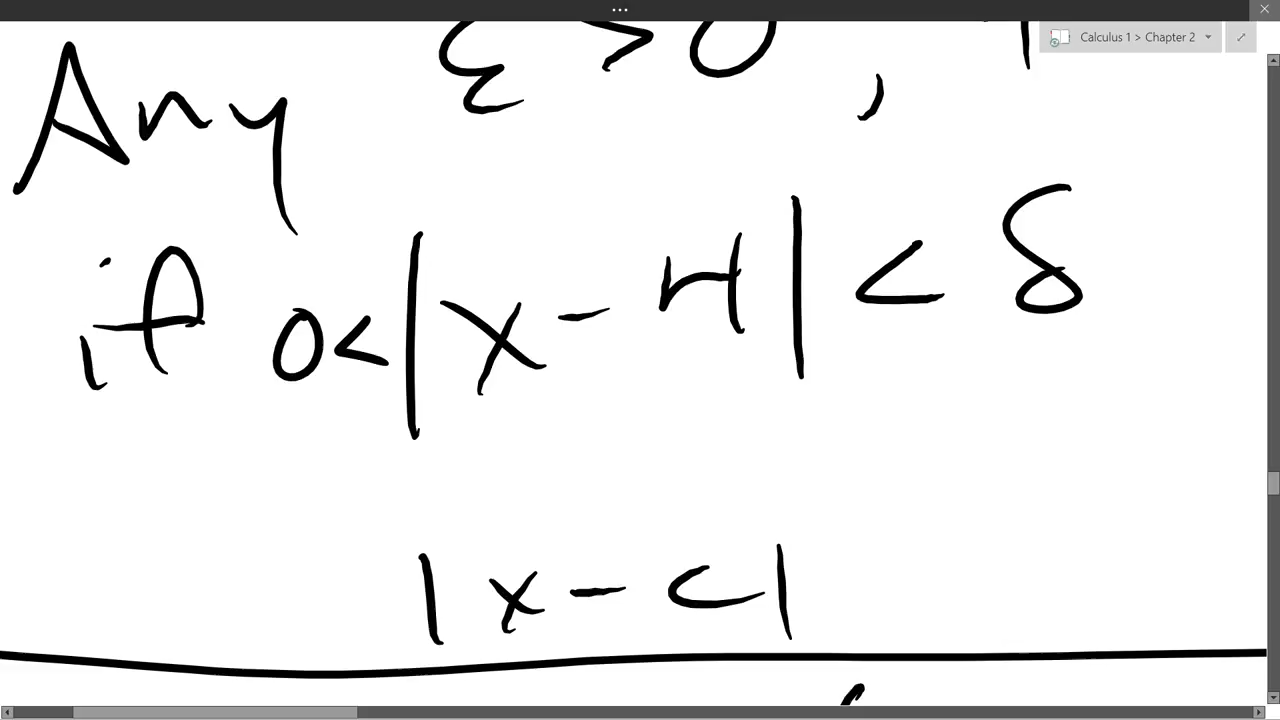 Calculus 1 > Chapter 2
Any ε > 0 ,
if 0 < | x - 4 | < δ
| x - c |